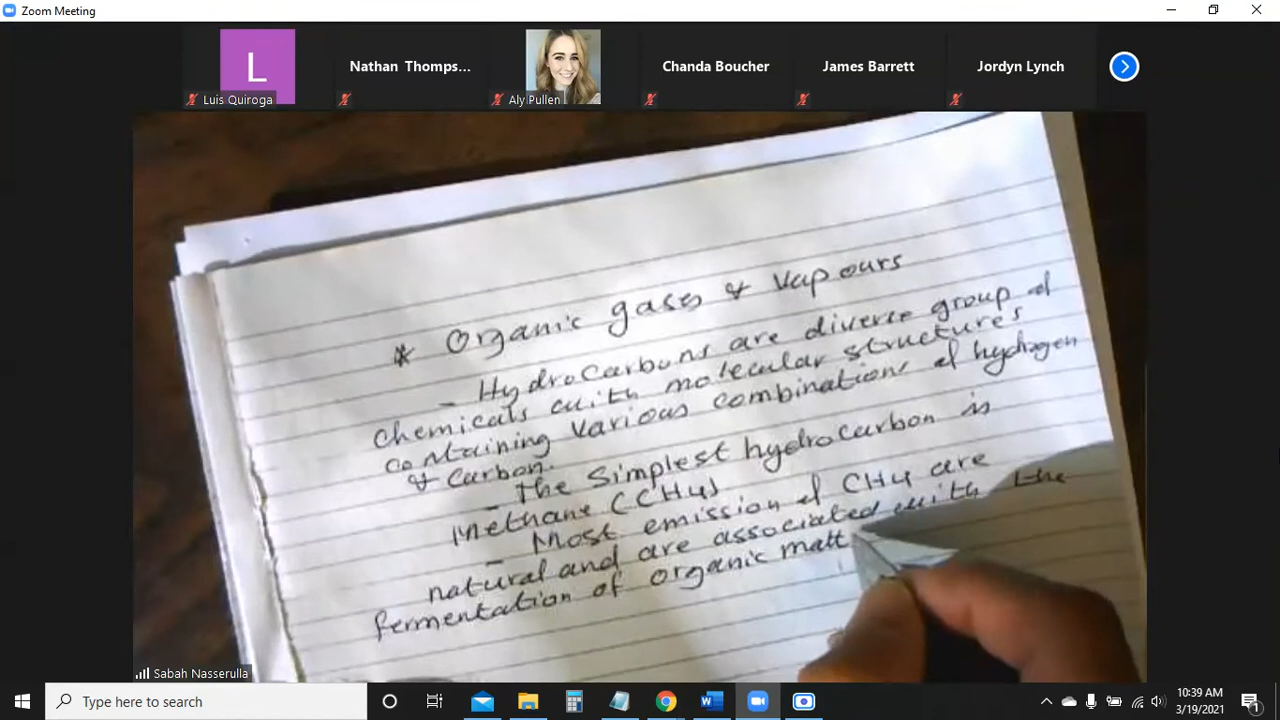 Zoom Meeting
L
Luis Quiroga
Nathan Thomps...
Aly Pullen
Chanda Boucher
James Barrett
Jordyn Lynch
* Organic gases & Vapours
- Hydrocarbons are diverse group of
chemicals with molecular structures
containing various combinations of hydrogen
& Carbon.
- The Simplest hydrocarbon is
Methane (CH4)
- Most emission of CH4 are
natural and are associated with the
fermentation of organic matt
Sabah Nasserulla
Type here to search
10:39 AM
3/19/2021
1